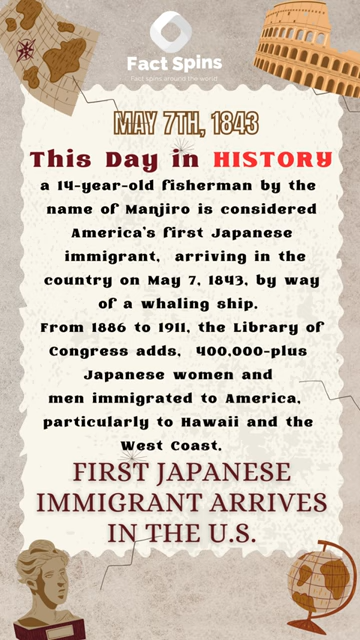 Fact Spins
Fact spins around the world
MAY 7TH, 1843
This Day in HISTORY
a 14-year-old fisherman by the
name of Manjiro is considered
America's first Japanese
immigrant, arriving in the
country on May 7, 1843, by way
of a whaling ship.
From 1886 to 1911, the Library of
Congress adds, 400,000-plus
Japanese women and
men immigrated to America,
particularly to Hawaii and the
West Coast.
FIRST JAPANESE
IMMIGRANT ARRIVES
IN THE U.S.